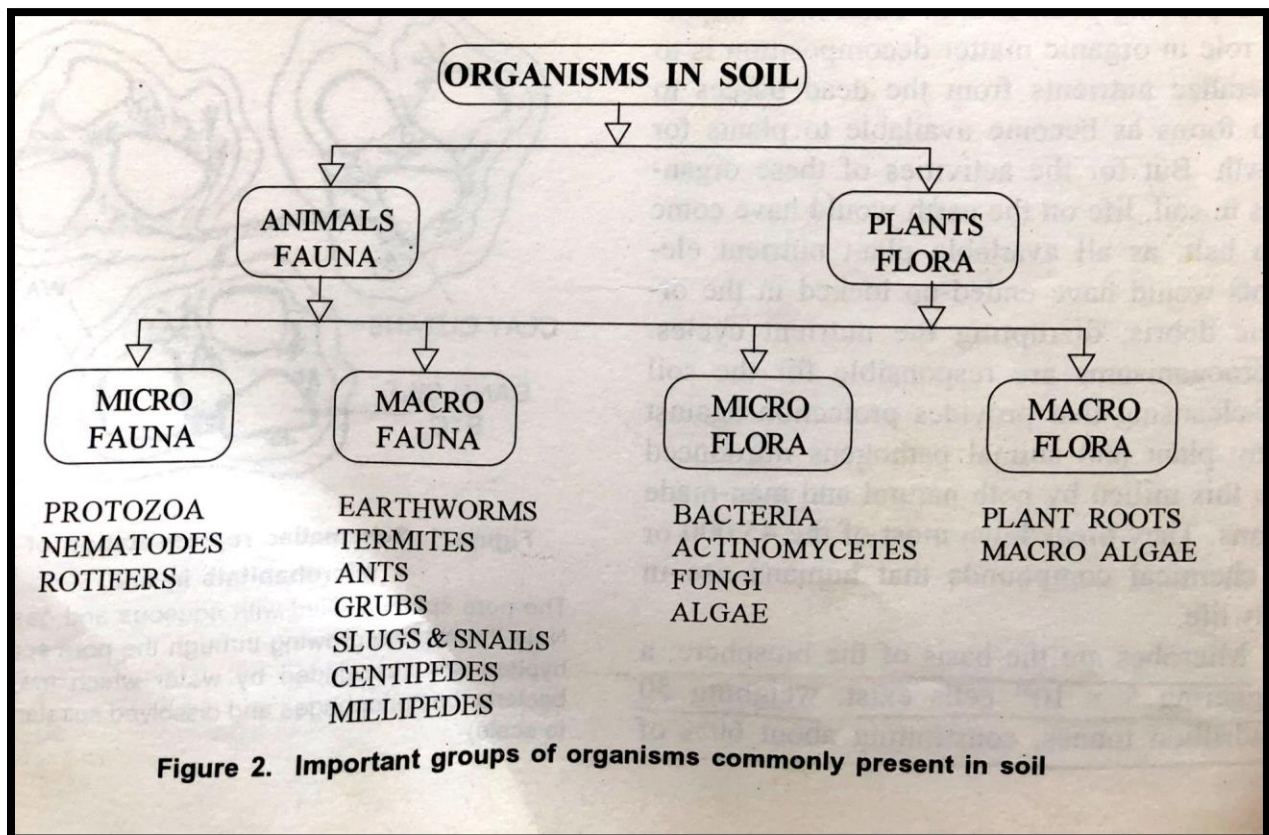 ORGANISMS IN SOIL
ANIMALS
FAUNA
PLANTS
FLORA
MICRO
FAUNA
MACRO
FAUNA
MICRO
FLORA
MACRO
FLORA
PROTOZOA
NEMATODES
ROTIFERS
EARTHWORMS
TERMITES
ANTS
GRUBS
SLUGS & SNAILS
CENTIPEDES
MILLIPEDES
BACTERIA
ACTINOMYCETES
FUNGI
ALGAE
PLANT ROOTS
MACRO ALGAE
Figure 2. Important groups of organisms commonly present in soil